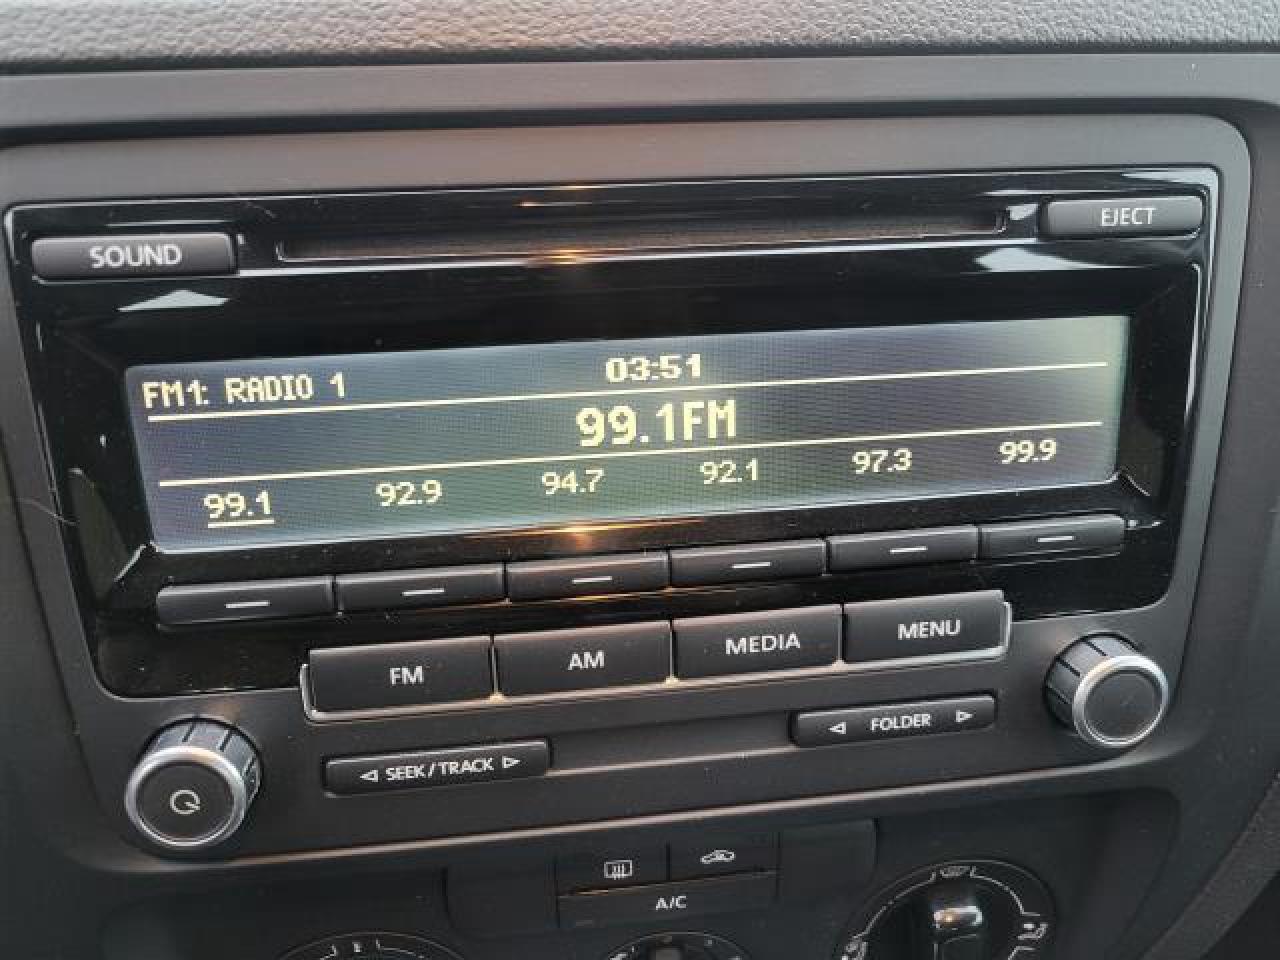 SOUND
EJECT
FM1: RADIO 1 03:51
99.1FM
99.1 92.9 94.7 92.1 97.3 99.9
FM AM MEDIA MENU
SEEK / TRACK FOLDER
A/C